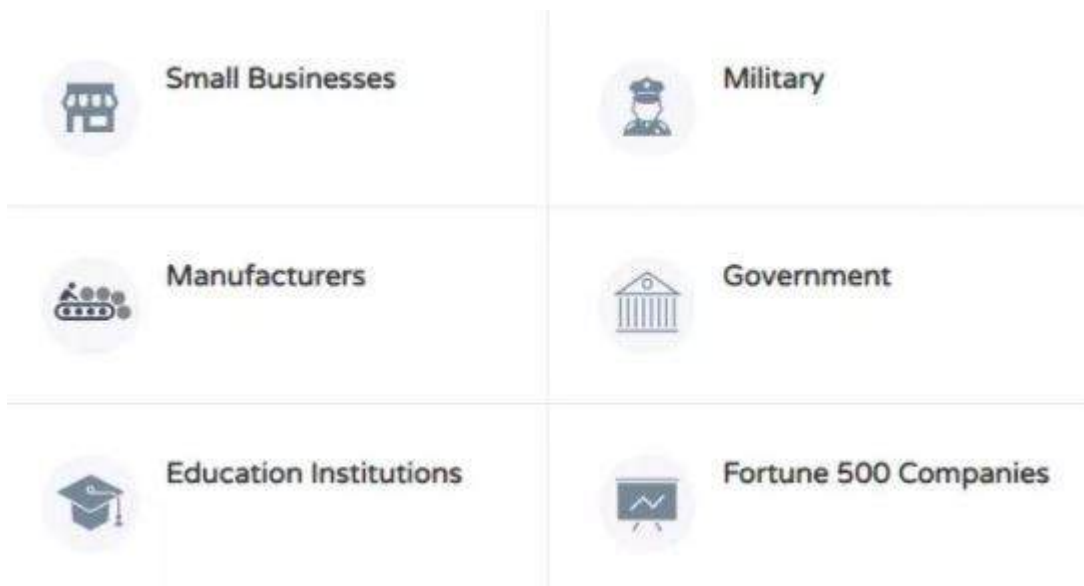 Small Businesses
Military
Manufacturers
Government
Education Institutions
Fortune 500 Companies